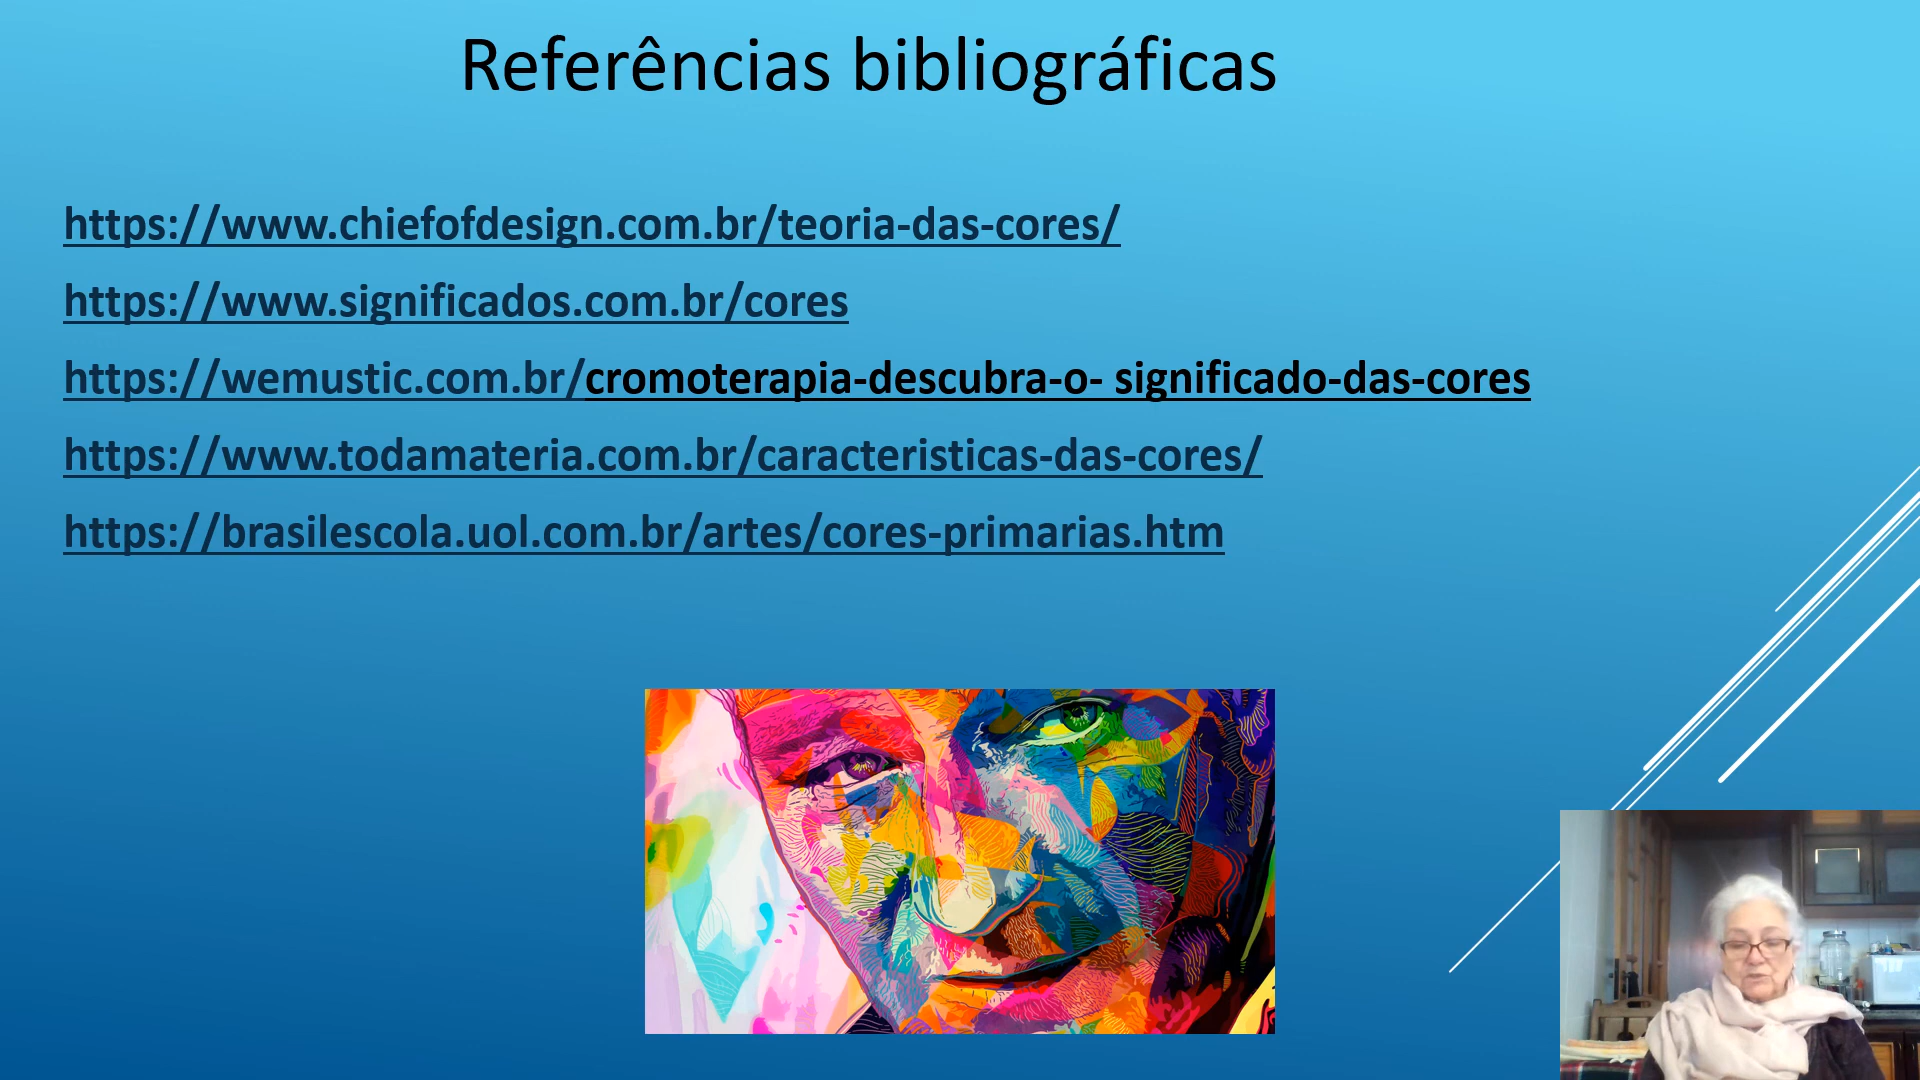 Referências bibliográficas
https://www.chiefofdesign.com.br/teoria-das-cores/
https://www.significados.com.br/cores
https://wemustic.com.br/cromoterapia-descubra-o- significado-das-cores
https://www.todamateria.com.br/caracteristicas-das-cores/
https://brasilescola.uol.com.br/artes/cores-primarias.htm